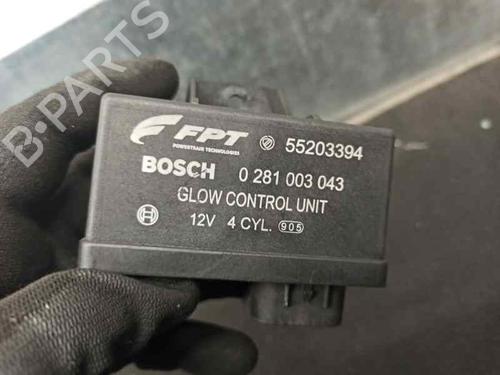 FPT 55203394
POWERTRAIN TECHNOLOGIES
BOSCH 0 281 003 043
GLOW CONTROL UNIT
12V 4 CYL. 905
B-PARTS